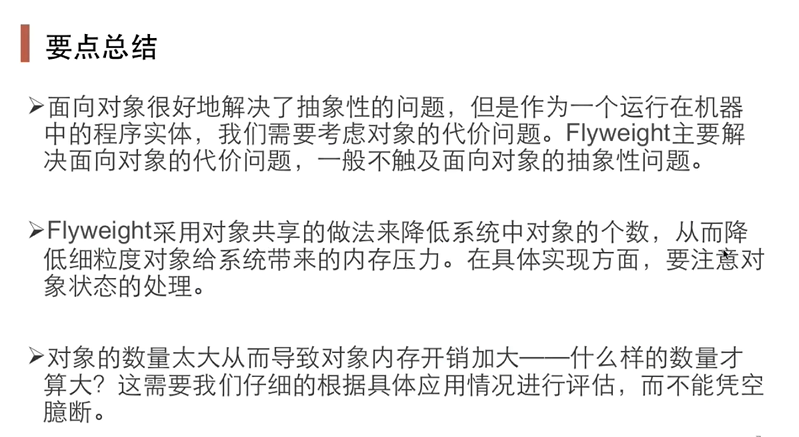 要点总结
➢面向对象很好地解决了抽象性的问题，但是作为一个运行在机器
中的程序实体，我们需要考虑对象的代价问题。Flyweight主要解
决面向对象的代价问题，一般不触及面向对象的抽象性问题。
➢Flyweight采用对象共享的做法来降低系统中对象的个数，从而降
低细粒度对象给系统带来的内存压力。在具体实现方面，要注意对
象状态的处理。
➢对象的数量太大从而导致对象内存开销加大——什么样的数量才
算大？这需要我们仔细的根据具体应用情况进行评估，而不能凭空
臆断。